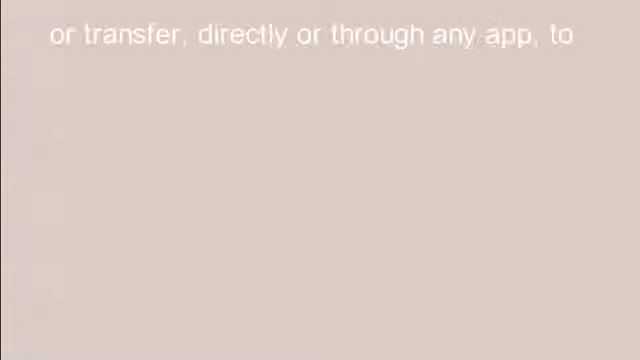 or transfer, directly or through any app, to